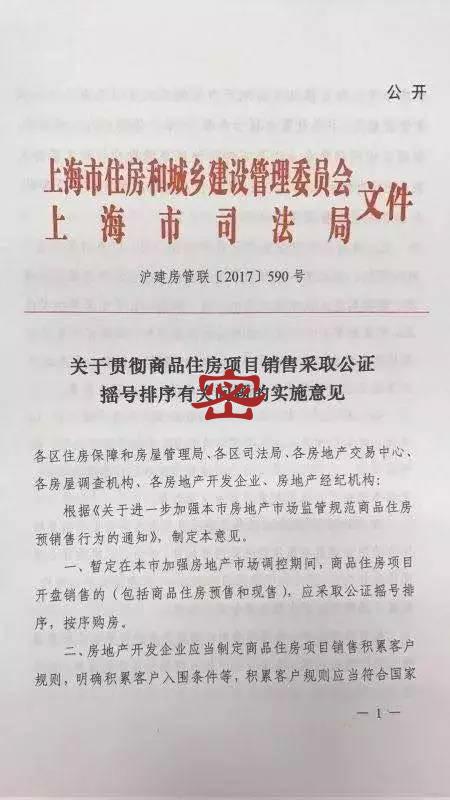 公开
上海市住房和城乡建设管理委员会
上海市司法局
文件
沪建房管联〔2017〕590号
关于贯彻商品住房项目销售采取公证
摇号排序有关问题的实施意见
密
各区住房保障和房屋管理局、各区司法局、各房地产交易中心、
各房屋调查机构、各房地产开发企业、房地产经纪机构：
根据《关于进一步加强本市房地产市场监管规范商品住房
预销售行为的通知》，制定本意见。
一、暂定在本市加强房地产市场调控期间，商品住房项目
开盘销售的（包括商品住房预售和现售），应采取公证摇号排
序，按序购房。
二、房地产开发企业应当制定商品住房项目销售积累客户
规则，明确积累客户入围条件等，积累客户规则应当符合国家
— 1 —